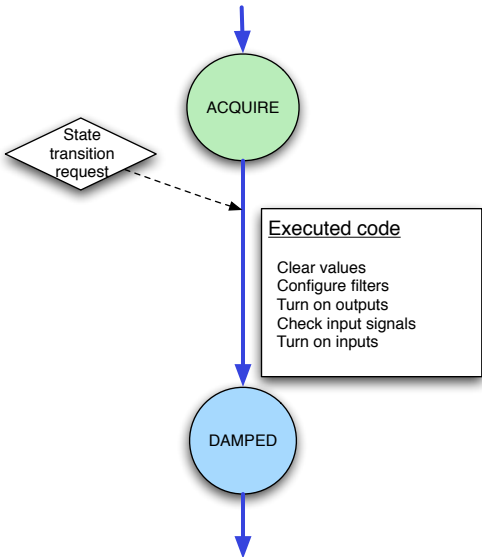 ACQUIRE
State
transition
request
Executed code
Clear values
Configure filters
Turn on outputs
Check input signals
Turn on inputs
DAMPED